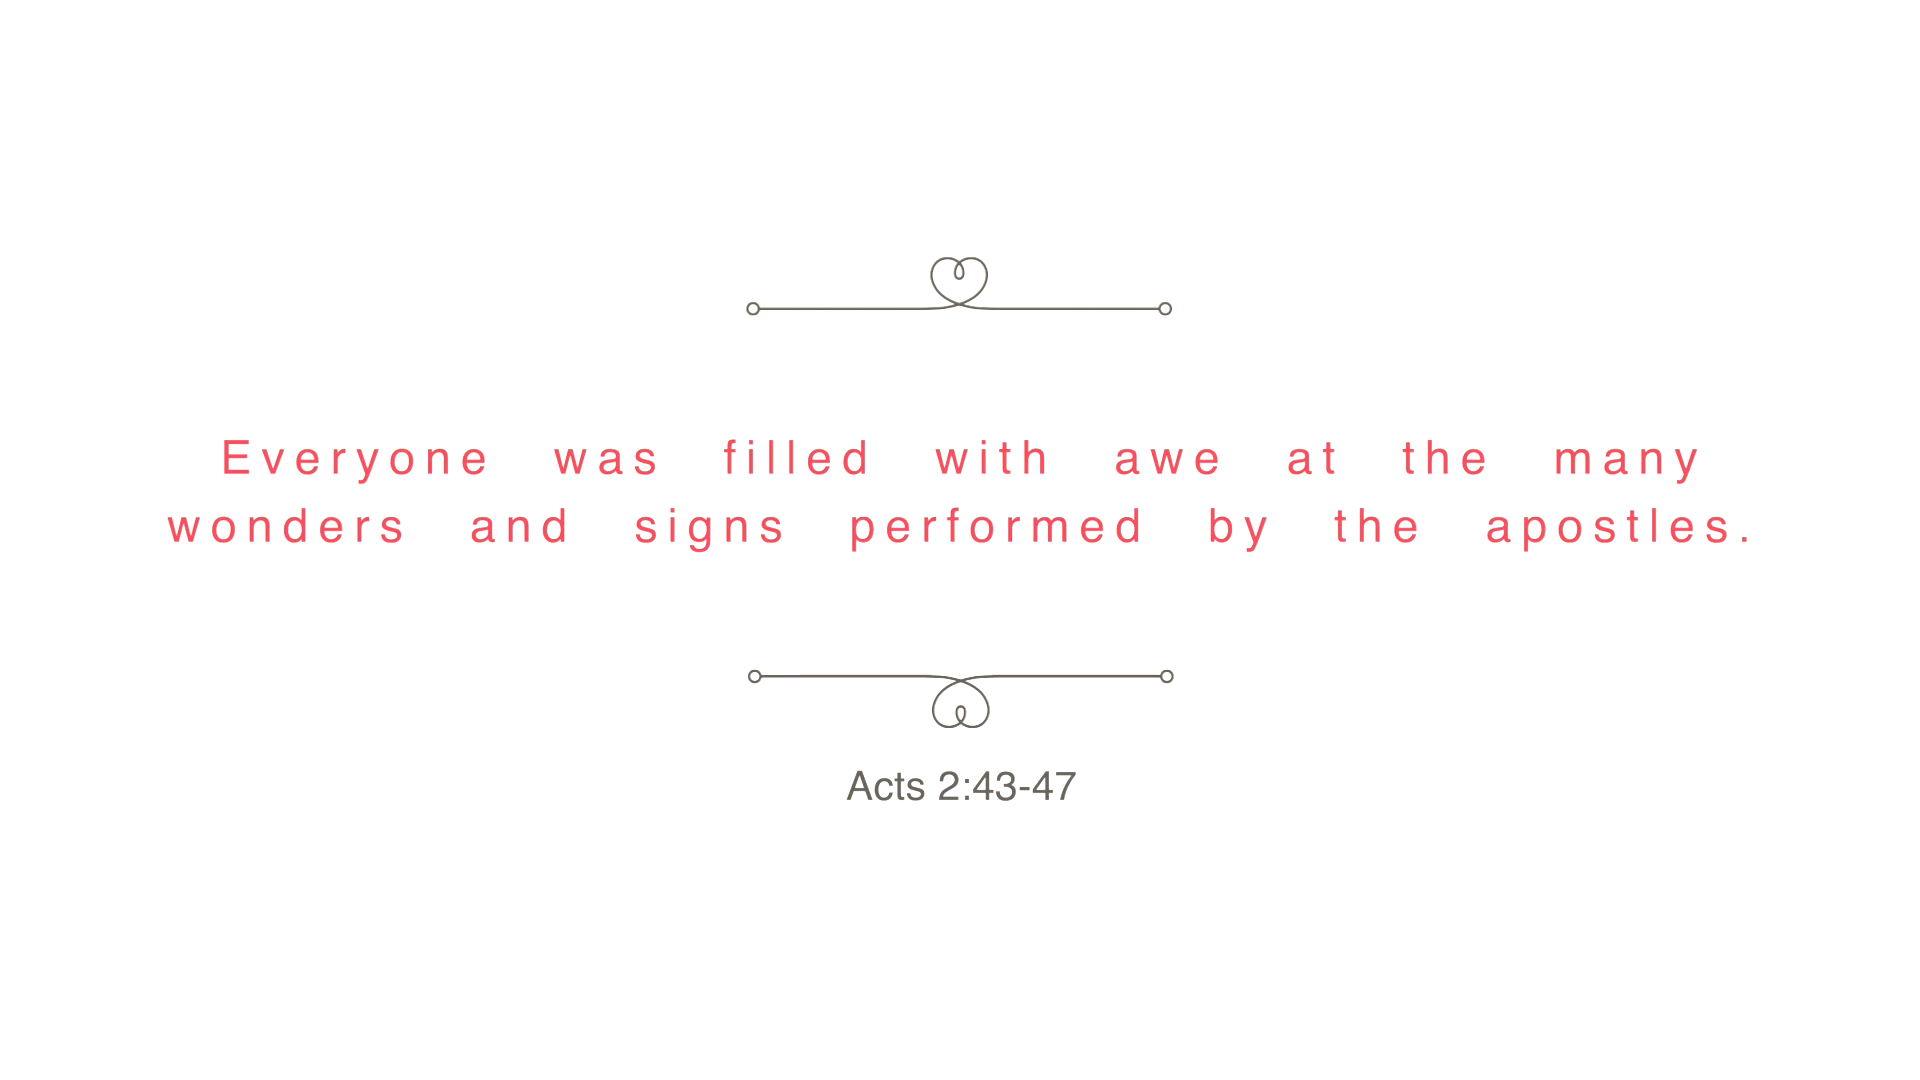 Everyone was filled with awe at the many
wonders and signs performed by the apostles.
Acts 2:43-47